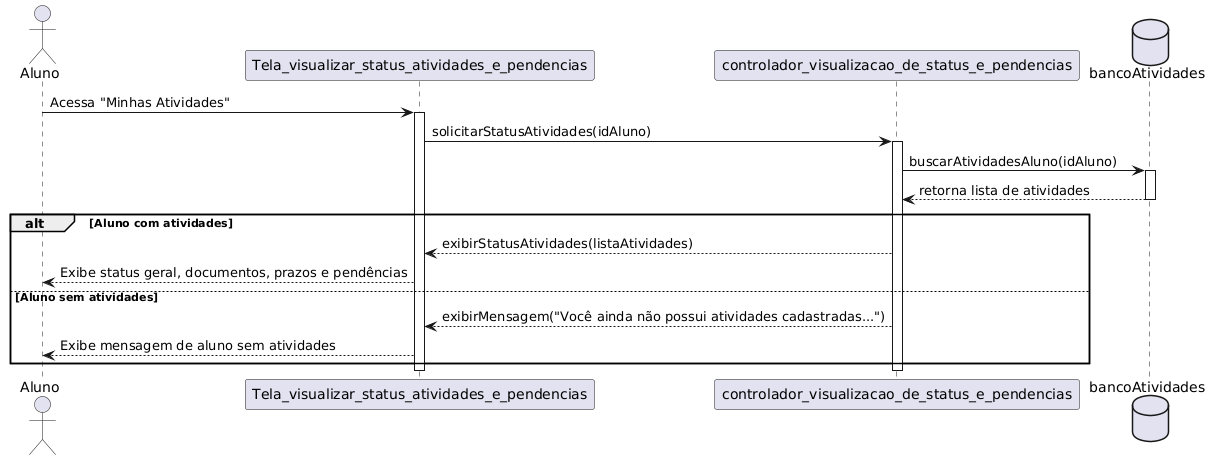 Aluno
Tela_visualizar_status_atividades_e_pendencias
controlador_visualizacao_de_status_e_pendencias
bancoAtividades
Acessa "Minhas Atividades"
solicitarStatusAtividades(idAluno)
buscarAtividadesAluno(idAluno)
retorna lista de atividades
alt
[Aluno com atividades]
exibirStatusAtividades(listaAtividades)
Exibe status geral, documentos, prazos e pendências
[Aluno sem atividades]
exibirMensagem("Você ainda não possui atividades cadastradas...")
Exibe mensagem de aluno sem atividades
Aluno
Tela_visualizar_status_atividades_e_pendencias
controlador_visualizacao_de_status_e_pendencias
bancoAtividades